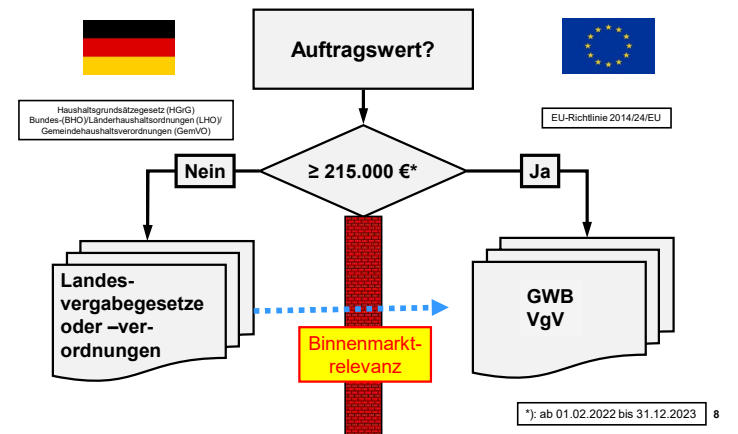 Auftragswert?
Haushaltsgrundsätzegesetz (HGrG)
Bundes-(BHO)/Länderhaushaltsordnungen (LHO)/
Gemeindehaushaltsverordnungen (GemVO)
EU-Richtlinie 2014/24/EU
Nein
≥ 215.000 €*
Ja
Landes-
vergabegesetze
oder –ver-
ordnungen
GWB
VgV
Binnenmarkt-
relevanz
*): ab 01.02.2022 bis 31.12.2023
8